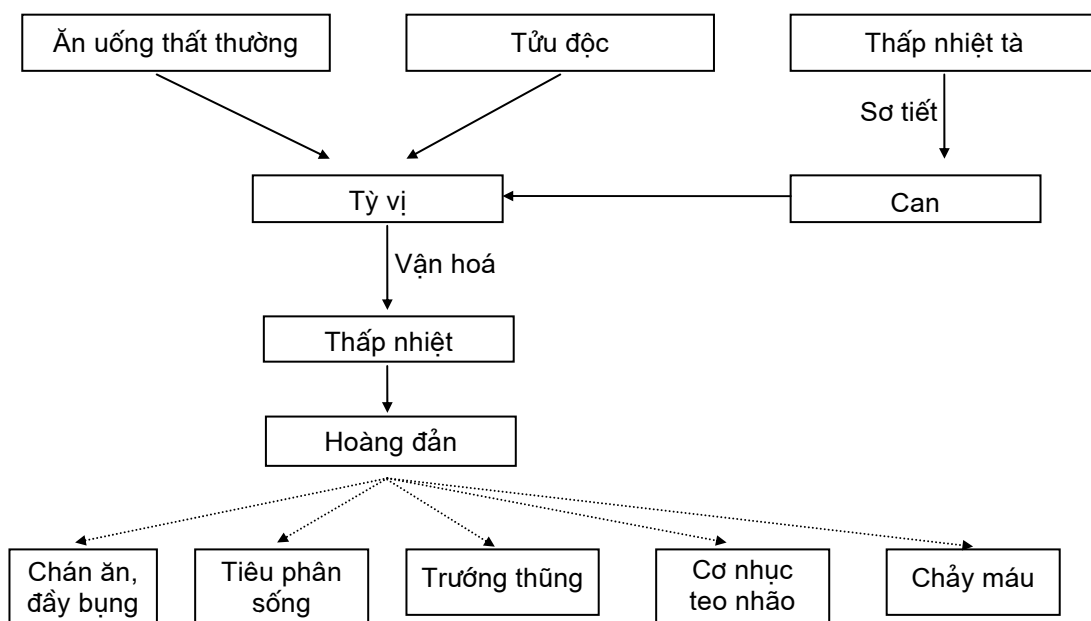 Ăn uống thất thường
Tửu độc
Thấp nhiệt tà
Sơ tiết
Tỳ vị
Can
Vận hoá
Thấp nhiệt
Hoàng đản
Chán ăn,
đầy bụng
Tiêu phân
sống
Trướng thũng
Cơ nhục
teo nhão
Chảy máu